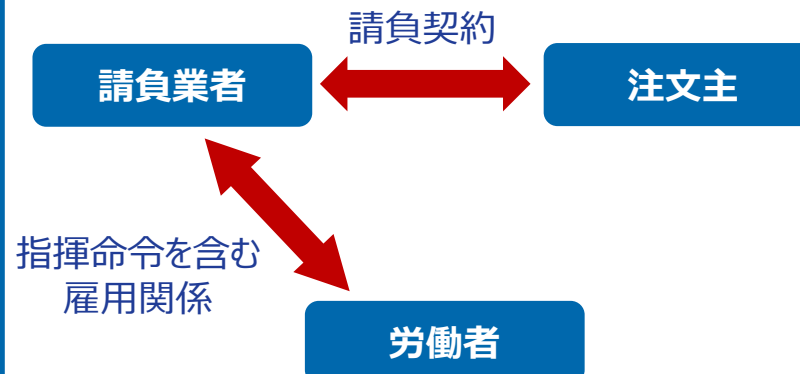 請負契約
請負業者
注文主
指揮命令を含む
雇用関係
労働者